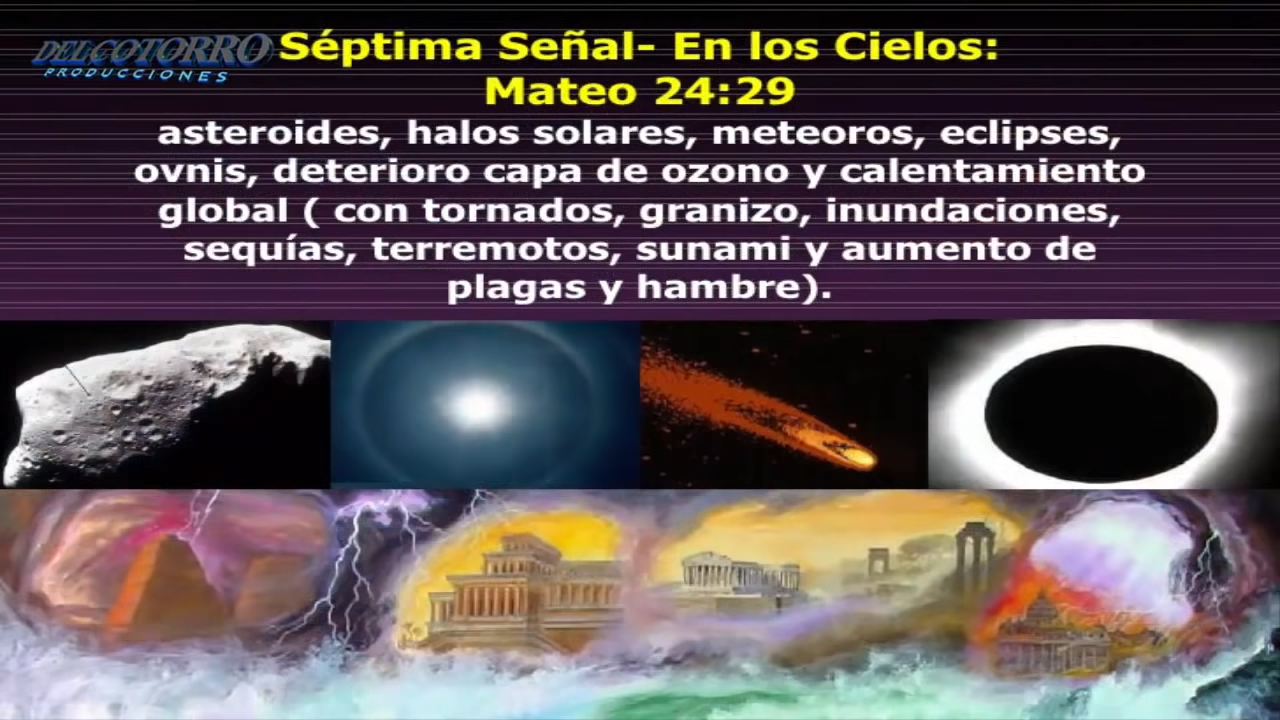 DELCOTORRO
PRODUCCIONES
Séptima Señal- En los Cielos:
Mateo 24:29
asteroides, halos solares, meteoros, eclipses,
ovnis, deterioro capa de ozono y calentamiento
global ( con tornados, granizo, inundaciones,
sequías, terremotos, sunami y aumento de
plagas y hambre).